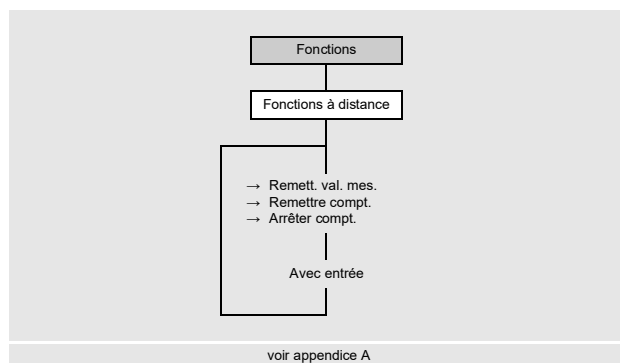 Fonctions
Fonctions à distance
→ Remett. val. mes.
→ Remettre compt.
→ Arrêter compt.
Avec entrée
voir appendice A